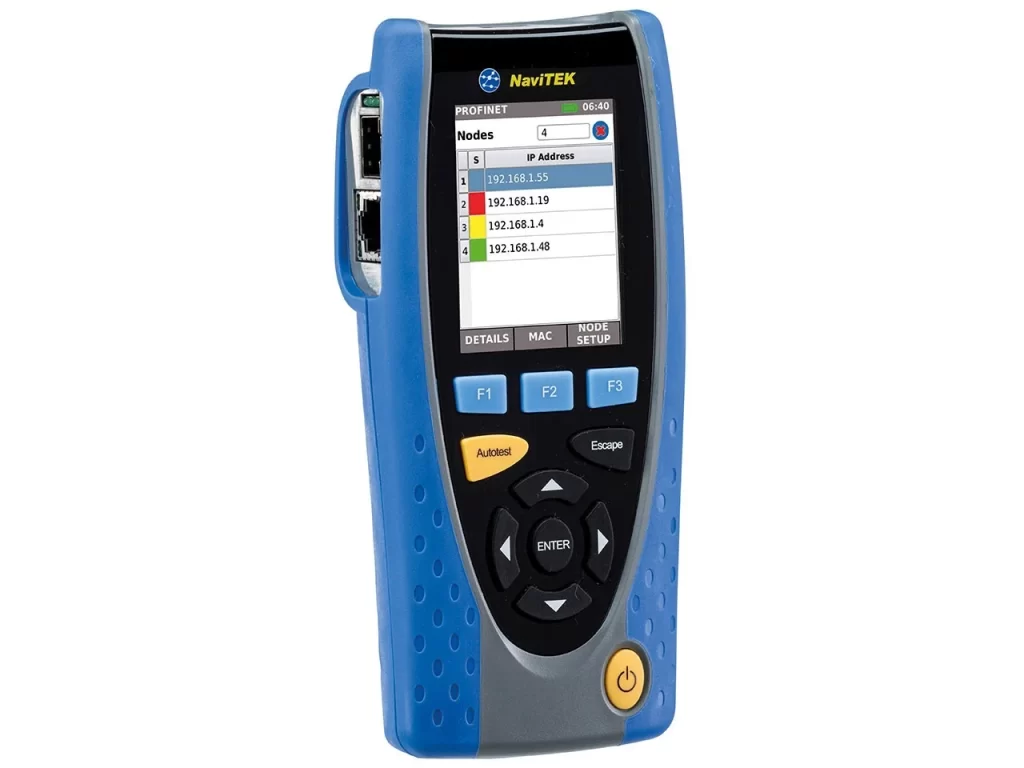 NaviTEK
PROFINET 06:40
Nodes 4
S IP Address
1 192.168.1.55
2 192.168.1.19
3 192.168.1.4
4 192.168.1.48
DETAILS MAC NODE SETUP
F1 F2 F3
Autotest Escape
ENTER